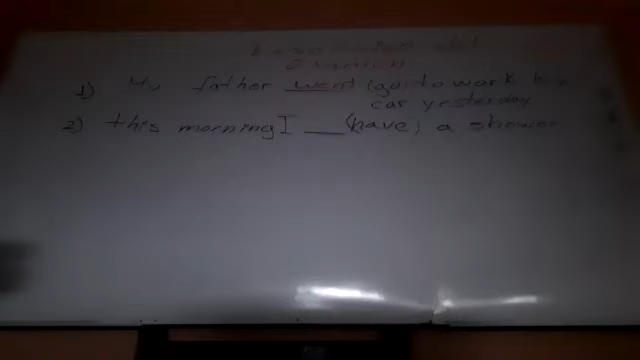 1) My father went (go) to work by
car yesterday
2) this morning I ___ (have) a shower